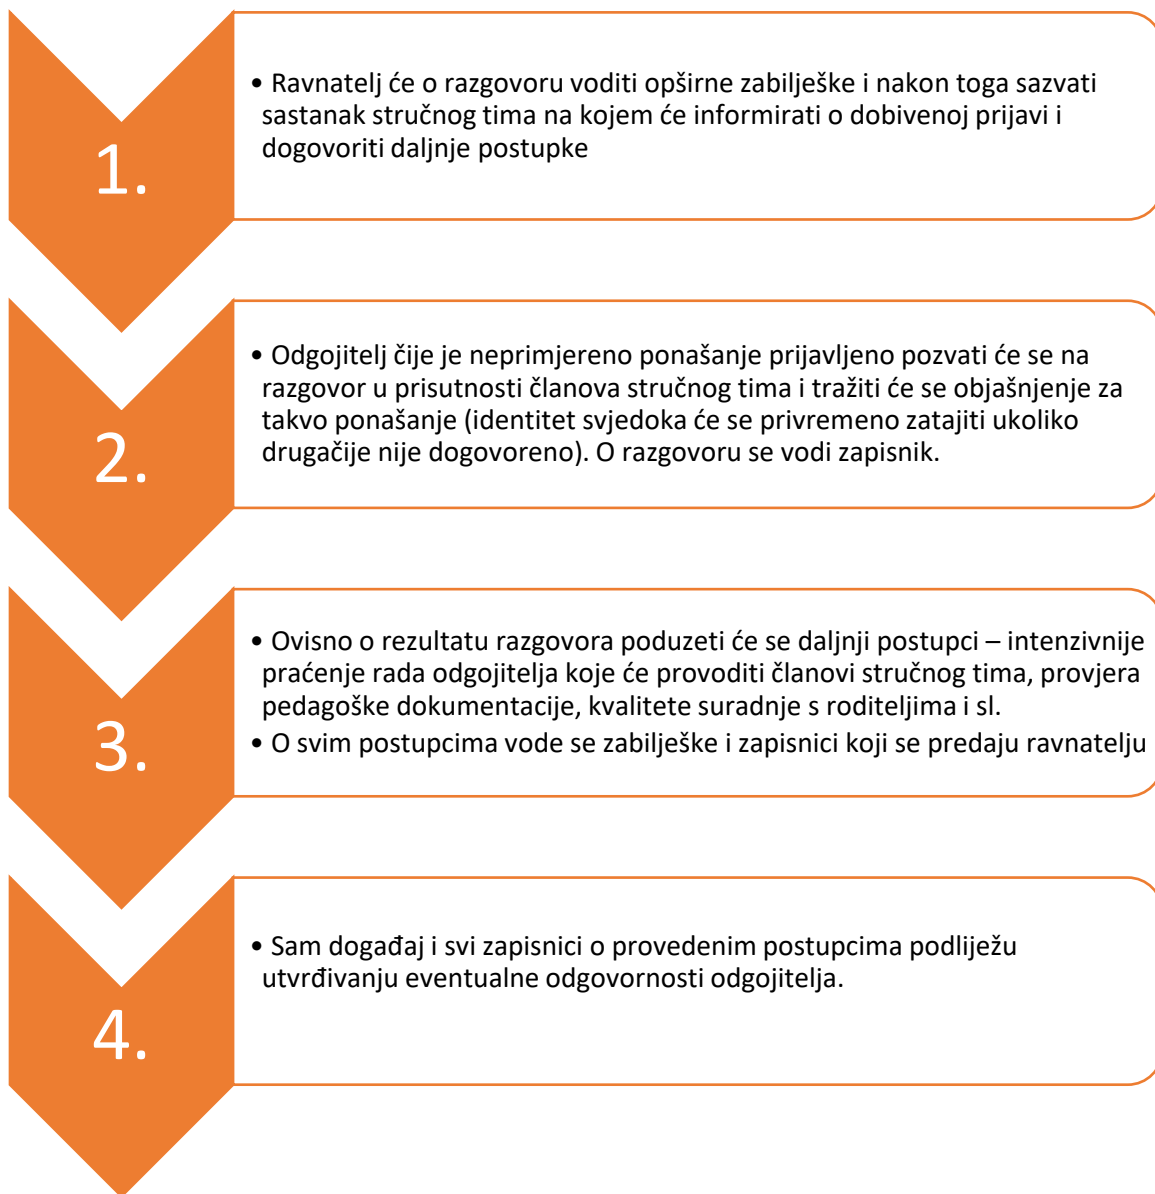 1.
• Ravnatelj će o razgovoru voditi opširne zabilješke i nakon toga sazvati
sastanak stručnog tima na kojem će informirati o dobivenoj prijavi i
dogovoriti daljnje postupke
2.
• Odgojitelj čije je neprimjereno ponašanje prijavljeno pozvati će se na
razgovor u prisutnosti članova stručnog tima i tražiti će se objašnjenje za
takvo ponašanje (identitet svjedoka će se privremeno zatajiti ukoliko
drugačije nije dogovoreno). O razgovoru se vodi zapisnik.
3.
• Ovisno o rezultatu razgovora poduzeti će se daljnji postupci – intenzivnije
praćenje rada odgojitelja koje će provoditi članovi stručnog tima, provjera
pedagoške dokumentacije, kvalitete suradnje s roditeljima i sl.
• O svim postupcima vode se zabilješke i zapisnici koji se predaju ravnatelju
4.
• Sam događaj i svi zapisnici o provedenim postupcima podliježu
utvrđivanju eventualne odgovornosti odgojitelja.